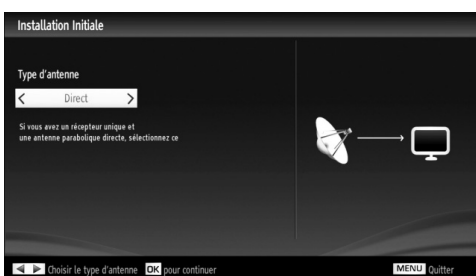 Installation Initiale
Type d'antenne
Direct
Si vous avez un récepteur unique et
une antenne parabolique directe, sélectionnez ce
Choisir le type d'antenne OK pour continuer MENU Quitter